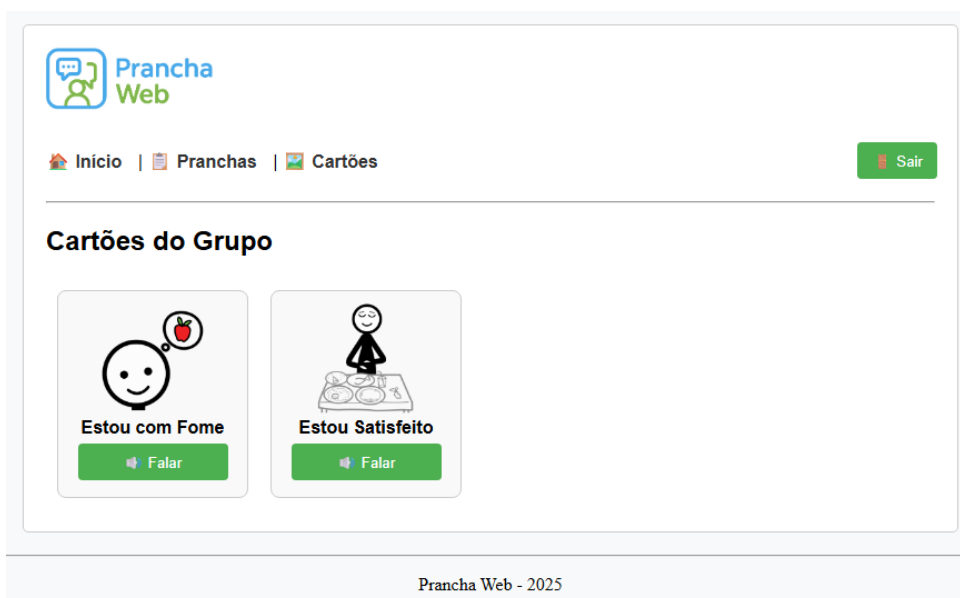 Prancha
Web
Início | Pranchas | Cartões
Sair
Cartões do Grupo
Estou com Fome
Estou Satisfeito
Falar
Falar
Prancha Web - 2025